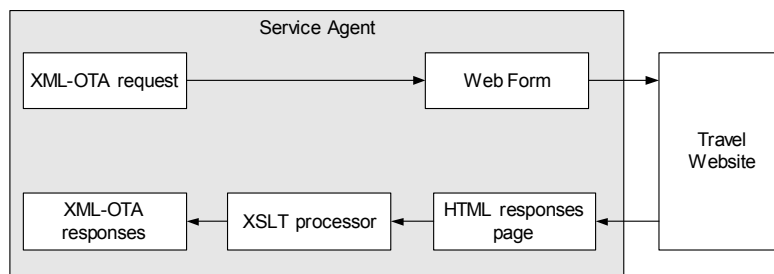 Service Agent
XML-OTA request
Web Form
Travel
Website
XML-OTA
responses
XSLT processor
HTML responses
page